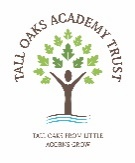 TALL OAKS ACADEMY TRUST
TALL OAKS FROM LITTLE
ACORNS GROW